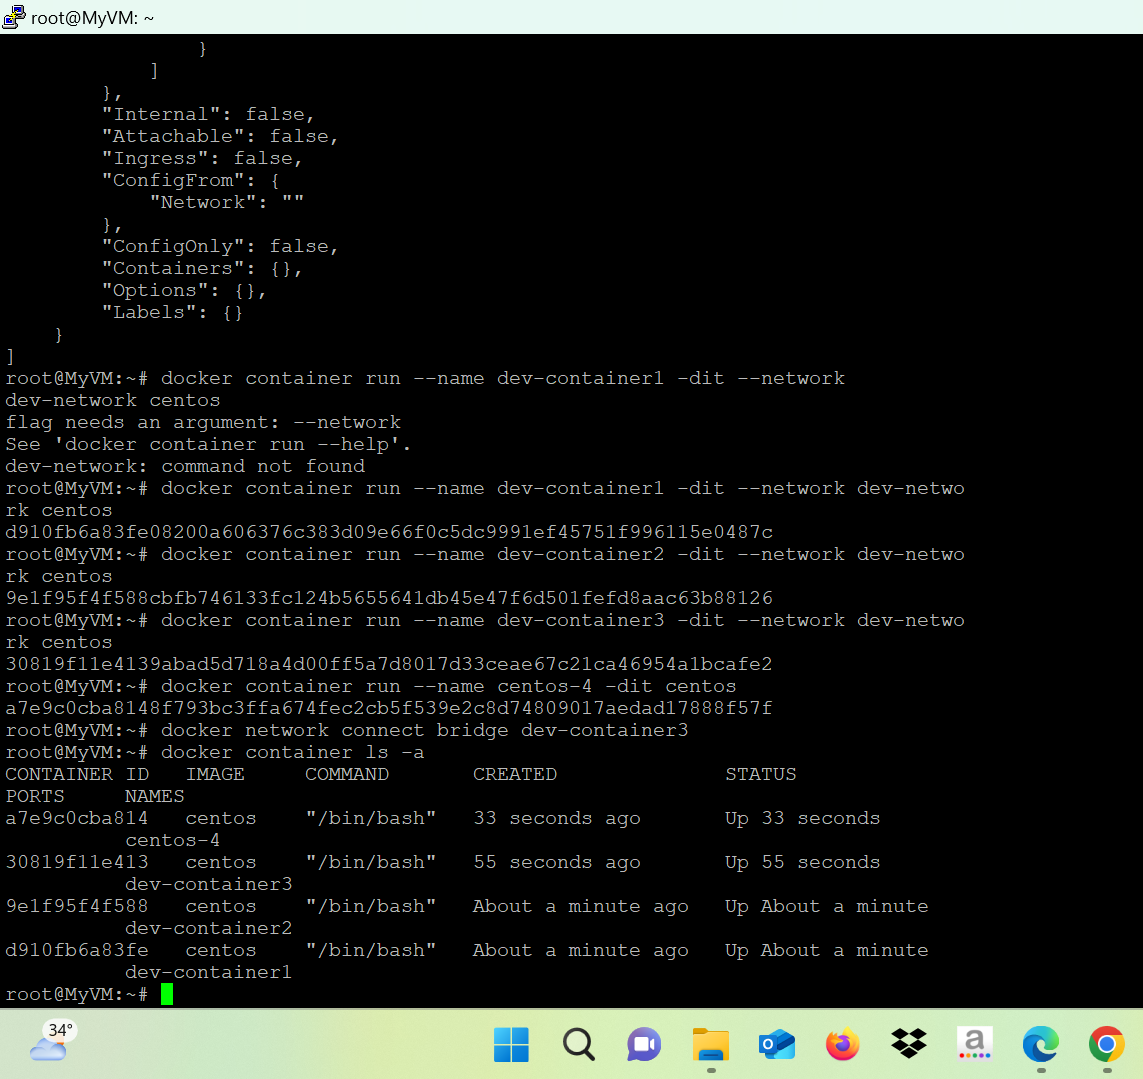 root@MyVM: ~
                }
            ]
        },
        "Internal": false,
        "Attachable": false,
        "Ingress": false,
        "ConfigFrom": {
            "Network": ""
        },
        "ConfigOnly": false,
        "Containers": {},
        "Options": {},
        "Labels": {}
    }
]
root@MyVM:~# docker container run --name dev-container1 -dit --network
dev-network centos
flag needs an argument: --network
See 'docker container run --help'.
dev-network: command not found
root@MyVM:~# docker container run --name dev-container1 -dit --network dev-netwo
rk centos
d910fb6a83fe08200a606376c383d09e66f0c5dc9991ef45751f996115e0487c
root@MyVM:~# docker container run --name dev-container2 -dit --network dev-netwo
rk centos
9e1f95f4f588cbfb746133fc124b5655641db45e47f6d501fefd8aac63b88126
root@MyVM:~# docker container run --name dev-container3 -dit --network dev-netwo
rk centos
30819f11e4139abad5d718a4d00ff5a7d8017d33ceae67c21ca46954a1bcafe2
root@MyVM:~# docker container run --name centos-4 -dit centos
a7e9c0cba8148f793bc3ffa674fec2cb5f539e2c8d74809017aedad17888f57f
root@MyVM:~# docker network connect bridge dev-container3
root@MyVM:~# docker container ls -a
CONTAINER ID   IMAGE     COMMAND       CREATED              STATUS
PORTS     NAMES
a7e9c0cba814   centos    "/bin/bash"   33 seconds ago       Up 33 seconds
          centos-4
30819f11e413   centos    "/bin/bash"   55 seconds ago       Up 55 seconds
          dev-container3
9e1f95f4f588   centos    "/bin/bash"   About a minute ago   Up About a minute
          dev-container2
d910fb6a83fe   centos    "/bin/bash"   About a minute ago   Up About a minute
          dev-container1
root@MyVM:~#
34°
a